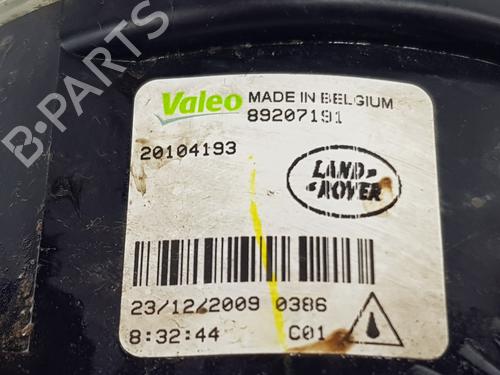 B-Parts
Valeo MADE IN BELGIUM
89207191
20104193
LAND-
-ROVER
23/12/2009 0386
8:32:44 C01